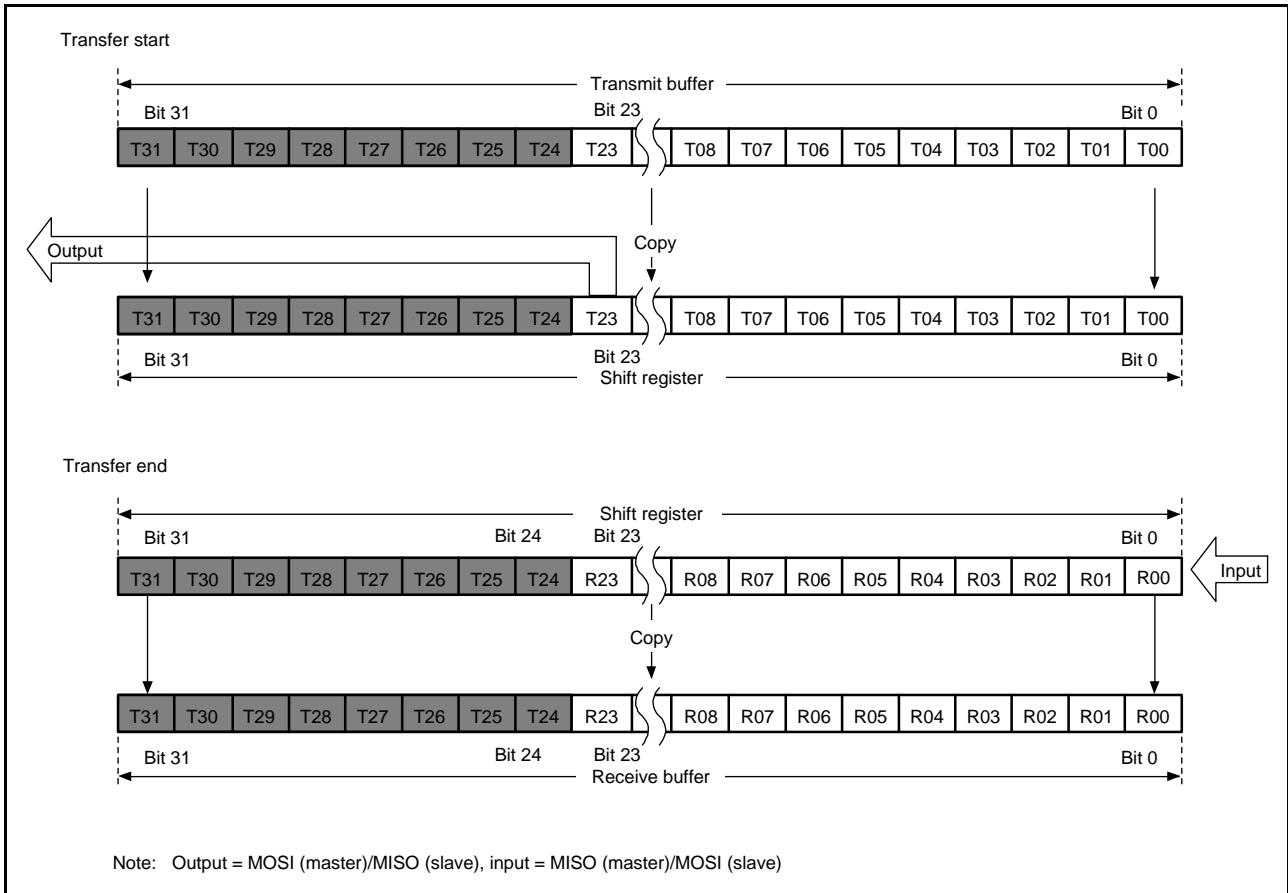 Transfer start
Transmit buffer
Bit 31 Bit 23 Bit 0
T31 T30 T29 T28 T27 T26 T25 T24 T23 T08 T07 T06 T05 T04 T03 T02 T01 T00
Output Copy
T31 T30 T29 T28 T27 T26 T25 T24 T23 T08 T07 T06 T05 T04 T03 T02 T01 T00
Bit 31 Bit 23 Bit 0
Shift register
Transfer end
Shift register
Bit 31 Bit 24 Bit 23 Bit 0
T31 T30 T29 T28 T27 T26 T25 T24 R23 R08 R07 R06 R05 R04 R03 R02 R01 R00 Input
Copy
T31 T30 T29 T28 T27 T26 T25 T24 R23 R08 R07 R06 R05 R04 R03 R02 R01 R00
Bit 31 Bit 24 Bit 23 Bit 0
Receive buffer
Note: Output = MOSI (master)/MISO (slave), input = MISO (master)/MOSI (slave)